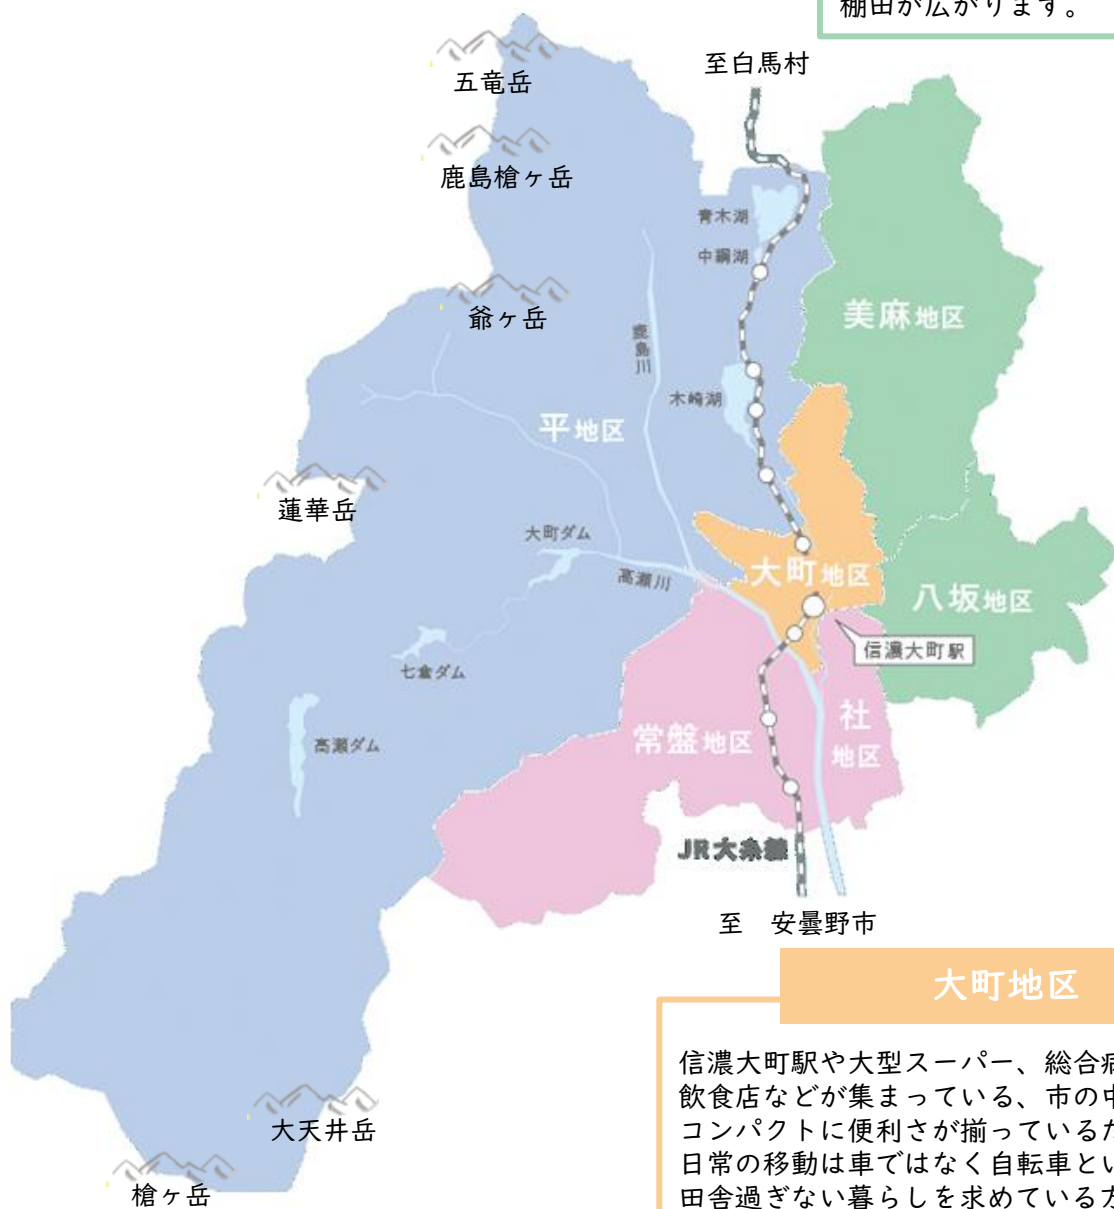 棚田が広がります。
至白馬村
五竜岳
鹿島槍ヶ岳
青木湖
中綱湖
爺ヶ岳
美麻地区
鹿島川
木崎湖
平地区
蓮華岳
大町ダム
高瀬川
大町地区
八坂地区
信濃大町駅
七倉ダム
高瀬ダム
常盤地区
社
地区
JR大糸線
至　安曇野市
大町地区
信濃大町駅や大型スーパー、総合病
飲食店などが集まっている、市の中
コンパクトに便利さが揃っているた
日常の移動は車ではなく自転車とい
田舎過ぎない暮らしを求めている方
大天井岳
槍ヶ岳